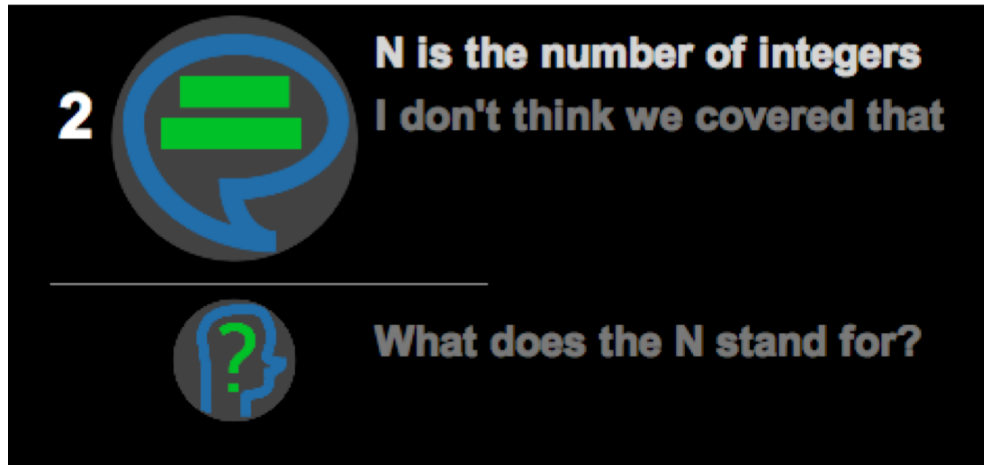 N is the number of integers
2
I don't think we covered that
What does the N stand for?